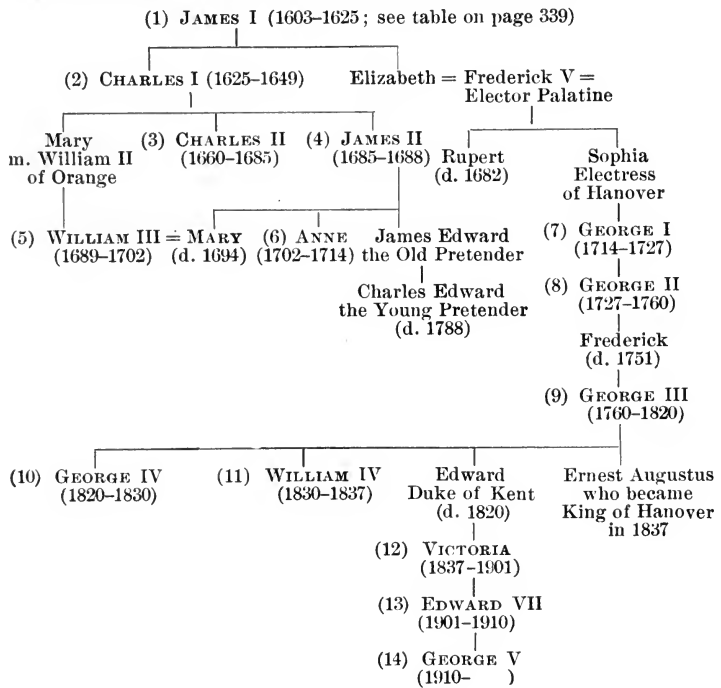 (1) JAMES I (1603–1625; see table on page 339)
(2) CHARLES I (1625–1649)
Elizabeth = Frederick V =
Elector Palatine
Mary
m. William II
of Orange
(3) CHARLES II
(1660–1685)
(4) JAMES II
(1685–1688)
Rupert
(d. 1682)
Sophia
Electress
of Hanover
(5) WILLIAM III = MARY
(1689–1702) (d. 1694)
(6) ANNE
(1702–1714)
James Edward
the Old Pretender
Charles Edward
the Young Pretender
(d. 1788)
(7) GEORGE I
(1714–1727)
(8) GEORGE II
(1727–1760)
Frederick
(d. 1751)
(9) GEORGE III
(1760–1820)
(10) GEORGE IV
(1820–1830)
(11) WILLIAM IV
(1830–1837)
Edward
Duke of Kent
(d. 1820)
Ernest Augustus
who became
King of Hanover
in 1837
(12) VICTORIA
(1837–1901)
(13) EDWARD VII
(1901–1910)
(14) GEORGE V
(1910– )